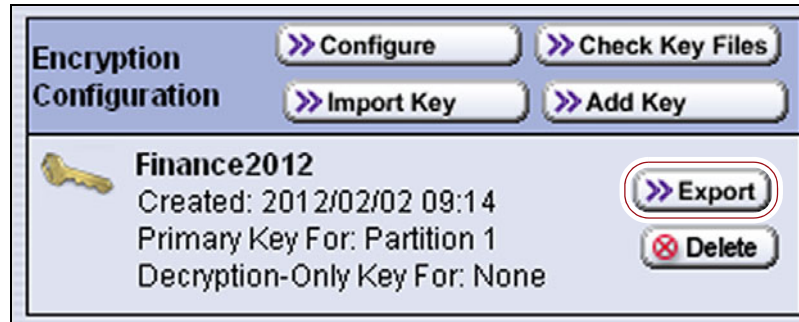 Encryption Configuration
>> Configure
>> Check Key Files
>> Import Key
>> Add Key
Finance2012
Created: 2012/02/02 09:14
Primary Key For: Partition 1
Decryption-Only Key For: None
>> Export
Delete